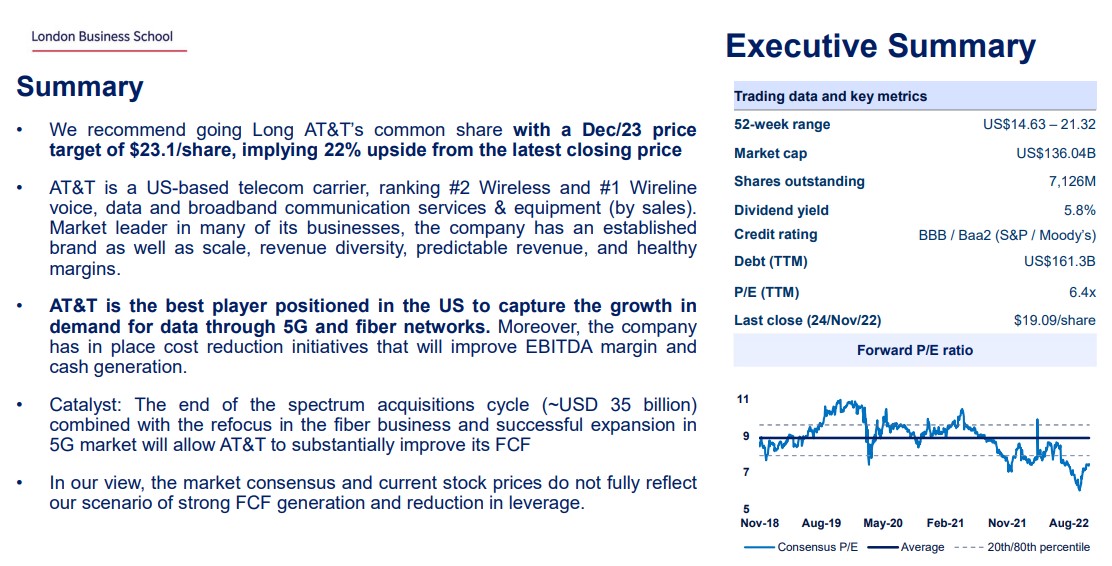 London Business School
Executive Summary
Summary
• We recommend going Long AT&T's common share with a Dec/23 price
target of $23.1/share, implying 22% upside from the latest closing price
• AT&T is a US-based telecom carrier, ranking #2 Wireless and #1 Wireline
voice, data and broadband communication services & equipment (by sales).
Market leader in many of its businesses, the company has an established
brand as well as scale, revenue diversity, predictable revenue, and healthy
margins.
• AT&T is the best player positioned in the US to capture the growth in
demand for data through 5G and fiber networks. Moreover, the company
has in place cost reduction initiatives that will improve EBITDA margin and
cash generation.
• Catalyst: The end of the spectrum acquisitions cycle (~USD 35 billion)
combined with the refocus in the fiber business and successful expansion in
5G market will allow AT&T to substantially improve its FCF
• In our view, the market consensus and current stock prices do not fully reflect
our scenario of strong FCF generation and reduction in leverage.
Trading data and key metrics
52-week range US$14.63 – 21.32
Market cap US$136.04B
Shares outstanding 7,126M
Dividend yield 5.8%
Credit rating BBB / Baa2 (S&P / Moody's)
Debt (TTM) US$161.3B
P/E (TTM) 6.4x
Last close (24/Nov/22) $19.09/share
Forward P/E ratio
11
9
7
5
Nov-18 Aug-19 May-20 Feb-21 Nov-21 Aug-22
Consensus P/E Average 20th/80th percentile